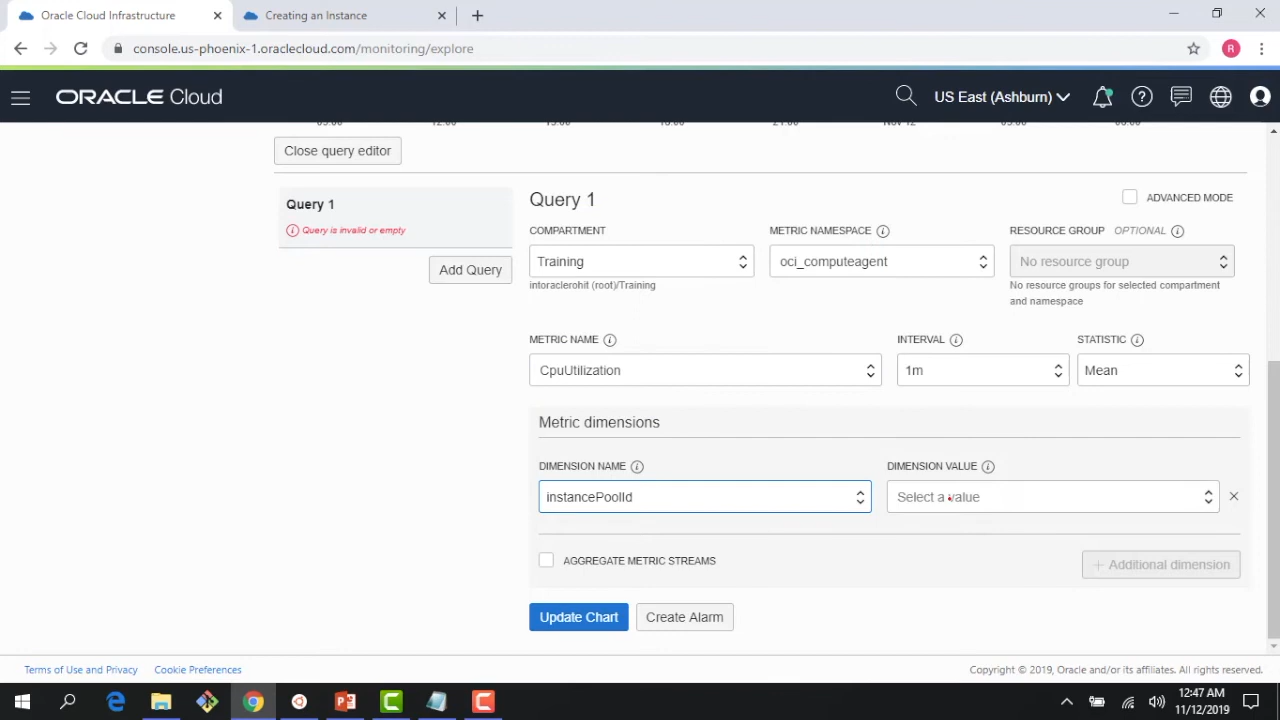 Oracle Cloud Infrastructure
Creating an Instance
console.us-phoenix-1.oraclecloud.com/monitoring/explore
R
ORACLE Cloud
US East (Ashburn)
Nov 12
Close query editor
Query 1
Query is invalid or empty
Add Query
Query 1
ADVANCED MODE
COMPARTMENT
METRIC NAMESPACE
RESOURCE GROUP OPTIONAL
Training
oci_computeagent
No resource group
intoraclerohit (root)/Training
No resource groups for selected compartment
and namespace
METRIC NAME
INTERVAL
STATISTIC
CpuUtilization
1m
Mean
Metric dimensions
DIMENSION NAME
DIMENSION VALUE
instancePoolId
Select a value
AGGREGATE METRIC STREAMS
+ Additional dimension
Update Chart
Create Alarm
Terms of Use and Privacy
Cookie Preferences
Copyright © 2019, Oracle and/or its affiliates. All rights reserved.
12:47 AM
11/12/2019